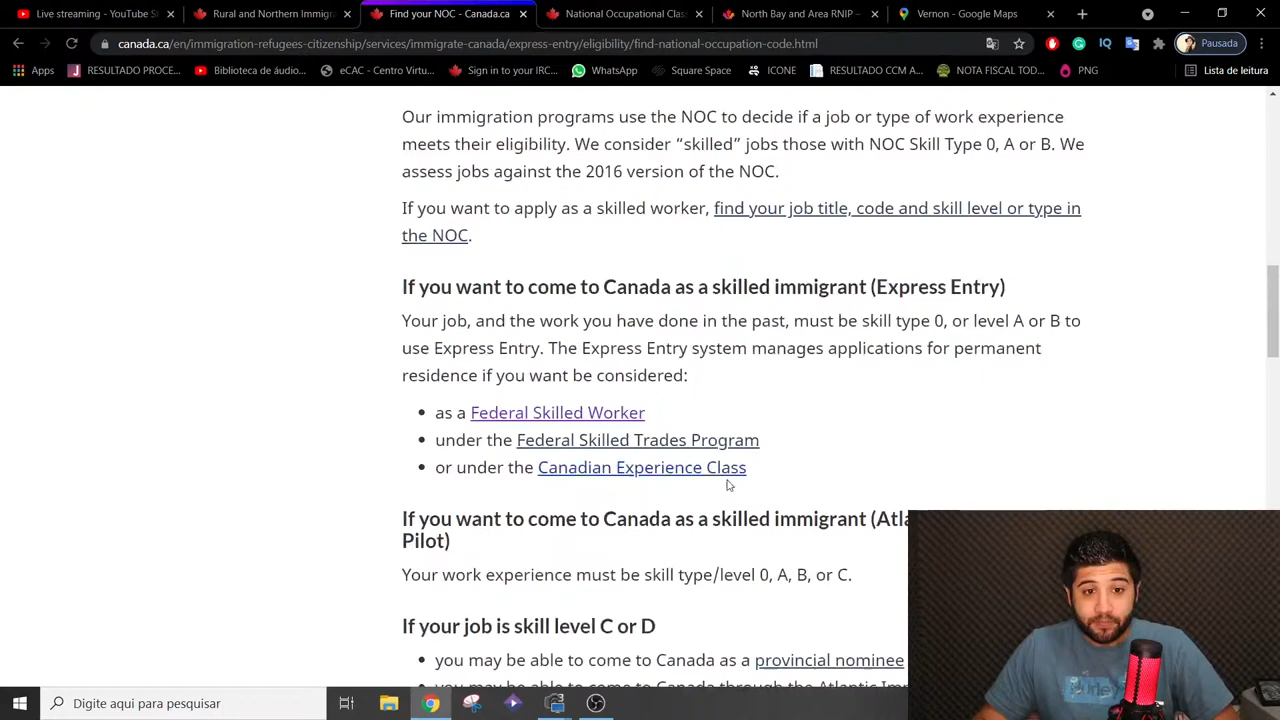 Live streaming - YouTube S
Rural and Northern Immigr
Find your NOC - Canada.ca
National Occupational Clas
North Bay and Area RNIP –
Vernon - Google Maps
canada.ca/en/immigration-refugees-citizenship/services/immigrate-canada/express-entry/eligibility/find-national-occupation-code.html
Pausada
Apps
RESULTADO PROCE...
Biblioteca de áudio...
eCAC - Centro Virtu...
Sign in to your IRC...
WhatsApp
Square Space
ICONE
RESULTADO CCM A...
NOTA FISCAL TOD...
PNG
Lista de leitura
Our immigration programs use the NOC to decide if a job or type of work experience
meets their eligibility. We consider “skilled” jobs those with NOC Skill Type 0, A or B. We
assess jobs against the 2016 version of the NOC.
If you want to apply as a skilled worker, find your job title, code and skill level or type in
the NOC.
If you want to come to Canada as a skilled immigrant (Express Entry)
Your job, and the work you have done in the past, must be skill type 0, or level A or B to
use Express Entry. The Express Entry system manages applications for permanent
residence if you want be considered:
as a Federal Skilled Worker
under the Federal Skilled Trades Program
or under the Canadian Experience Class
If you want to come to Canada as a skilled immigrant (Atla
Pilot)
Your work experience must be skill type/level 0, A, B, or C.
If your job is skill level C or D
you may be able to come to Canada as a provincial nominee
you may be able to come to Canada through the Atlantic Imm
Digite aqui para pesquisar